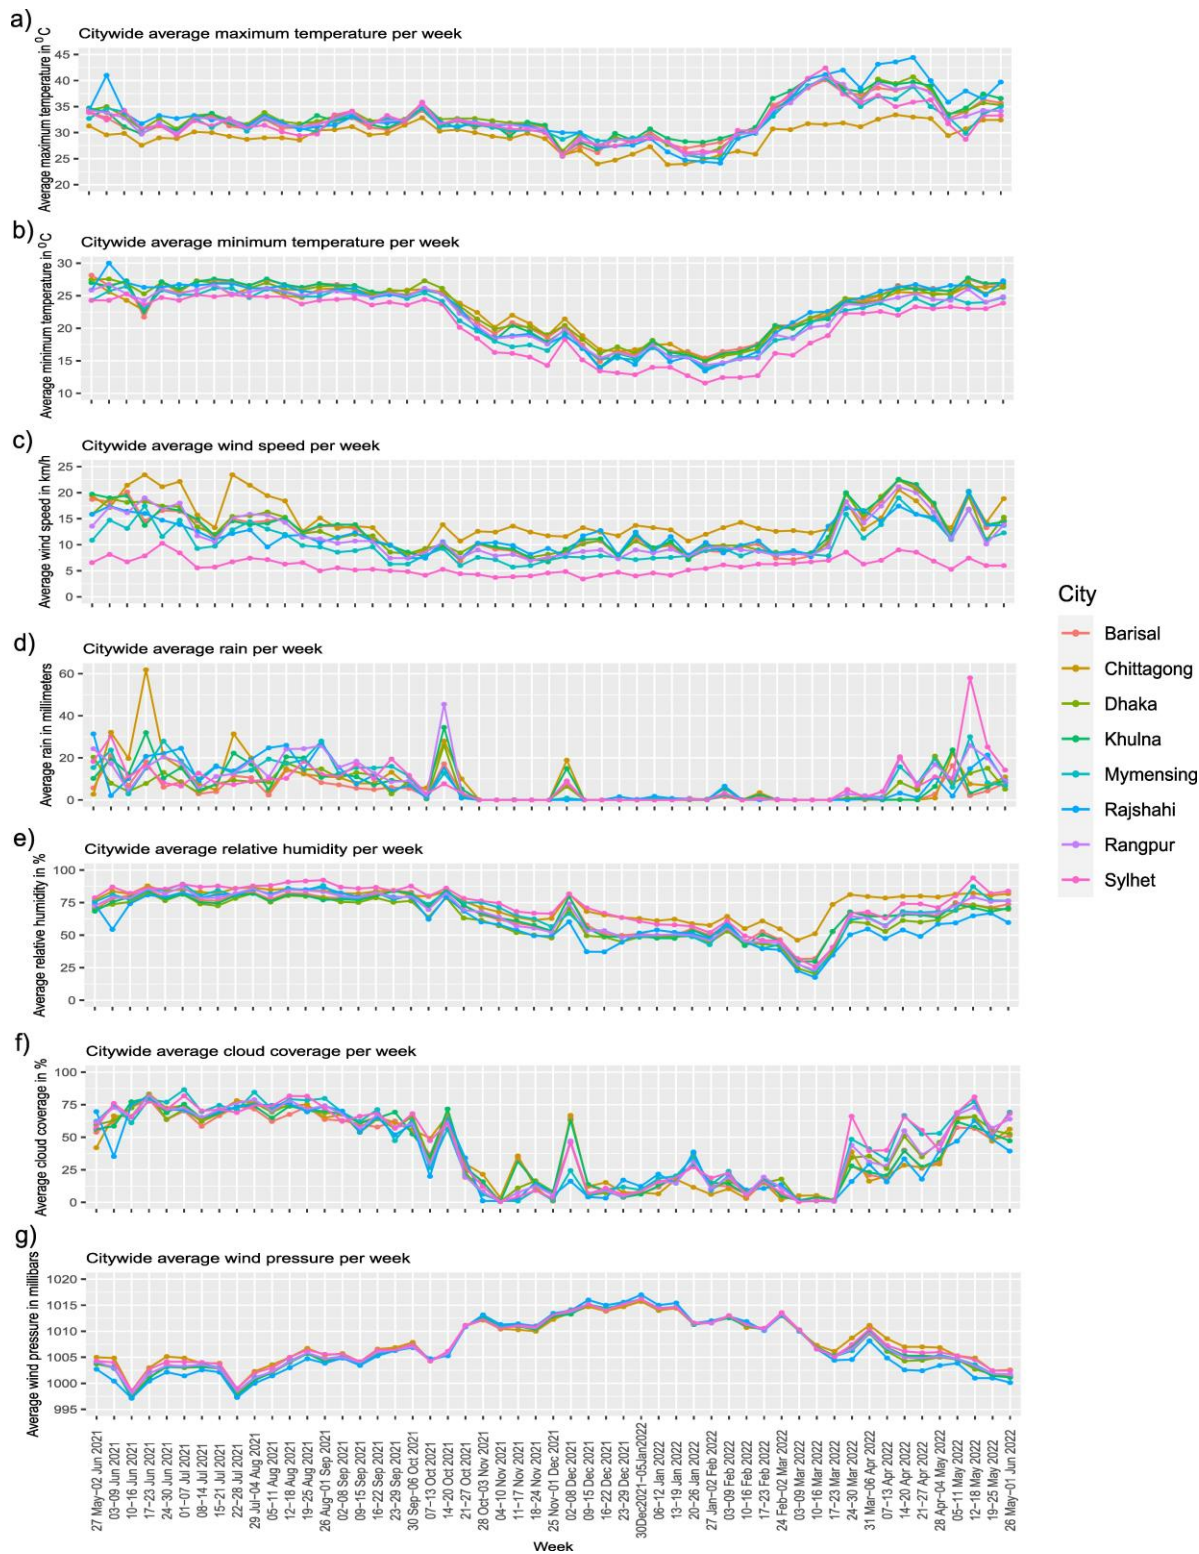 a)
Citywide average maximum temperature per week
Average maximum temperature in ⁰C
45
40
35
30
25
20
b)
Citywide average minimum temperature per week
Average minimum temperature in ⁰C
30
25
20
15
10
c)
Citywide average wind speed per week
Average wind speed in km/h
25
20
15
10
5
0
d)
Citywide average rain per week
Average rain in millimeters
60
40
20
0
e)
Citywide average relative humidity per week
Average relative humidity in %
100
75
50
25
0
f)
Citywide average cloud coverage per week
Average cloud coverage in %
100
75
50
25
0
g)
Citywide average wind pressure per week
Average wind pressure in millibars
1020
1015
1010
1005
1000
995
27 May–02 Jun 2021
03–09 Jun 2021
10–16 Jun 2021
17–23 Jun 2021
24–30 Jun 2021
01–07 Jul 2021
08–14 Jul 2021
15–21 Jul 2021
22–28 Jul 2021
29 Jul–04 Aug 2021
05–11 Aug 2021
12–18 Aug 2021
19–25 Aug 2021
26 Aug–01 Sep 2021
02–08 Sep 2021
09–15 Sep 2021
16–22 Sep 2021
23–29 Sep 2021
30 Sep–06 Oct 2021
07–13 Oct 2021
14–20 Oct 2021
21–27 Oct 2021
28 Oct–03 Nov 2021
04–10 Nov 2021
11–17 Nov 2021
18–24 Nov 2021
25 Nov–01 Dec 2021
02–08 Dec 2021
09–15 Dec 2021
16–22 Dec 2021
23–29 Dec 2021
30Dec2021–05Jan2022
06–12 Jan 2022
13–19 Jan 2022
20–26 Jan 2022
27 Jan–02 Feb 2022
03–09 Feb 2022
10–16 Feb 2022
17–23 Feb 2022
24 Feb–02 Mar 2022
03–09 Mar 2022
10–16 Mar 2022
17–23 Mar 2022
24–30 Mar 2022
31 Mar–06 Apr 2022
07–13 Apr 2022
14–20 Apr 2022
21–27 Apr 2022
28 Apr–04 May 2022
05–11 May 2022
12–18 May 2022
19–25 May 2022
26 May–01 Jun 2022
Week
City
Barisal
Chittagong
Dhaka
Khulna
Mymensing
Rajshahi
Rangpur
Sylhet